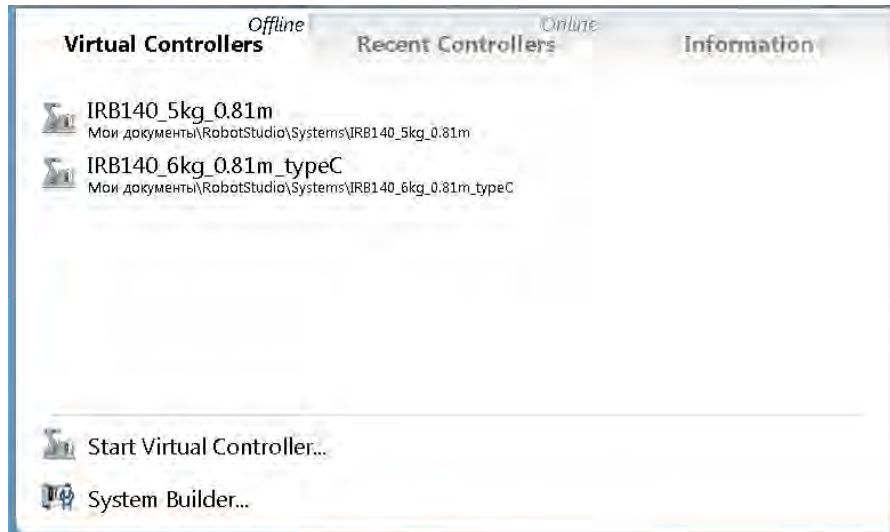 Offline
Online
Virtual Controllers
Recent Controllers
Information
IRB140_5kg_0.81m
Мои документы\RobotStudio\Systems\IRB140_5kg_0.81m
IRB140_6kg_0.81m_typeC
Мои документы\RobotStudio\Systems\IRB140_6kg_0.81m_typeC
Start Virtual Controller...
System Builder...